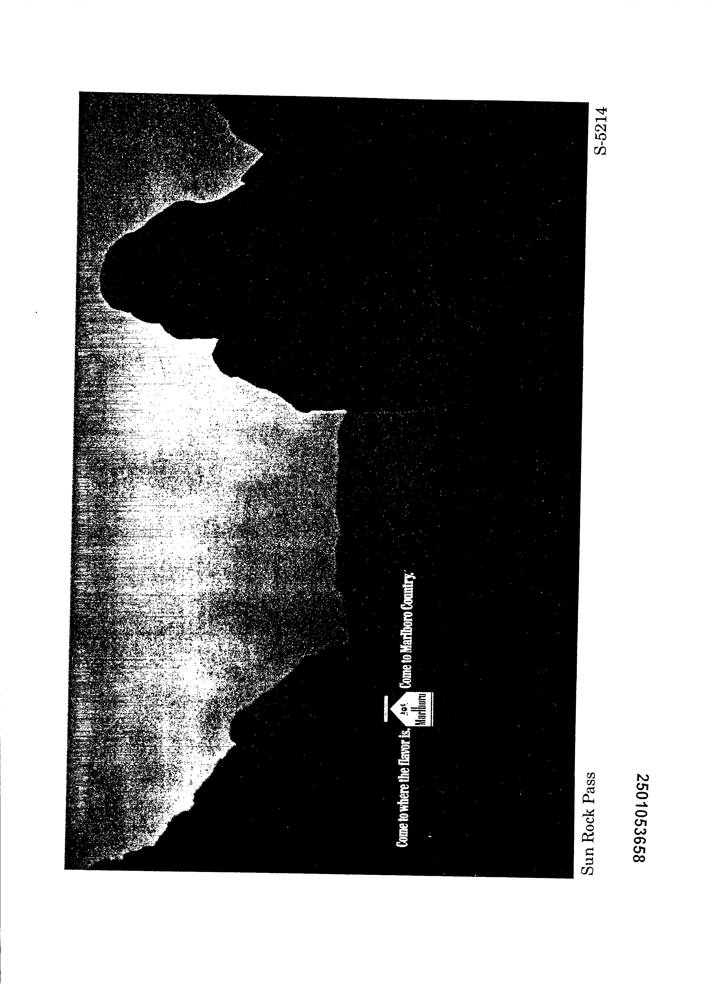 Come to where the flavor is.
Marlboro
Come to Marlboro Country.
Sun Rock Pass
S-5214
2501053658